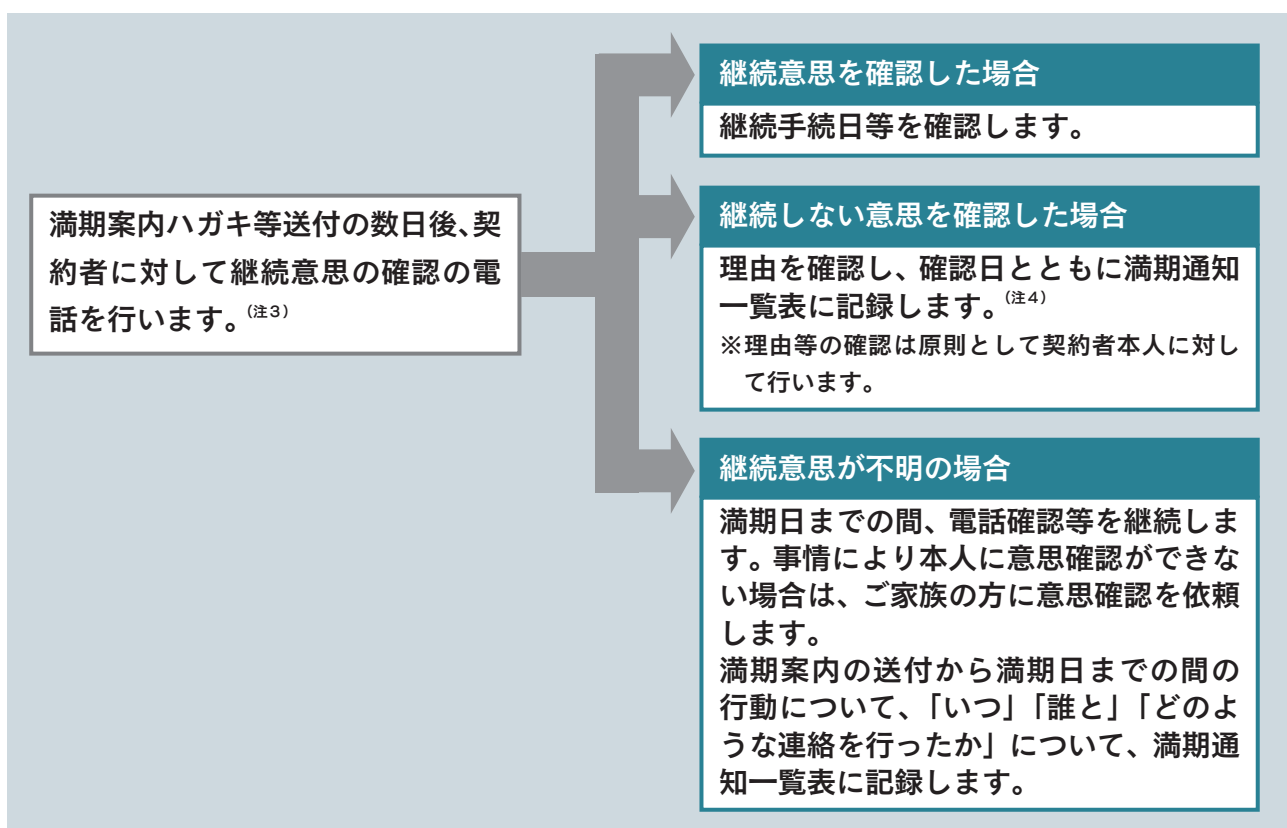 満期案内ハガキ等送付の数日後、契
約者に対して継続意思の確認の電
話を行います。(注3)
継続意思を確認した場合
継続手続日等を確認します。
継続しない意思を確認した場合
理由を確認し、確認日とともに満期通知
一覧表に記録します。(注4)
※理由等の確認は原則として契約者本人に対し
て行います。
継続意思が不明の場合
満期日までの間、電話確認等を継続しま
す。事情により本人に意思確認ができな
い場合は、ご家族の方に意思確認を依頼
します。
満期案内の送付から満期日までの間の
行動について、「いつ」「誰と」「どのよ
うな連絡を行ったか」について、満期通
知一覧表に記録します。